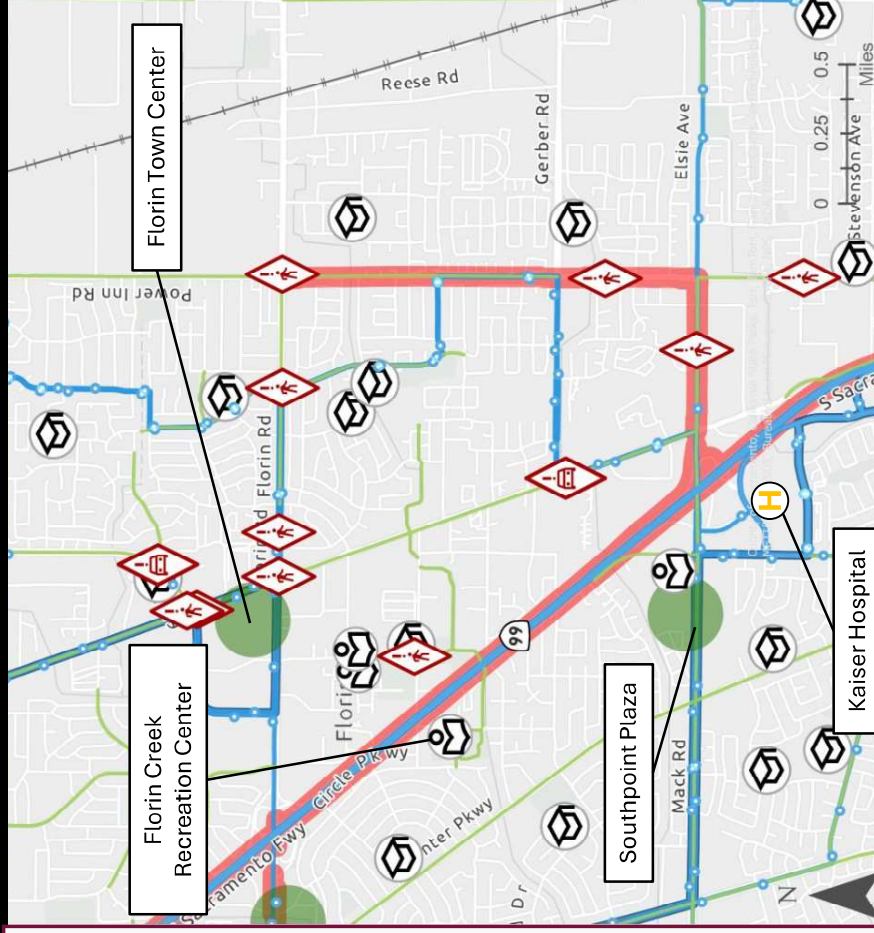 Florin Town Center
Reese Rd
Gerber Rd
Elsie Ave
0 0.25 0.5
Miles
Stevenson Ave
Power Inn Rd
Florin Rd
S Sacra
H
99
Florin Creek
Recreation Center
Southpoint Plaza
Kaiser Hospital
Circle Pkwy
Sacramento Fwy
nter Pkwy
Mack Rd
Dr
N